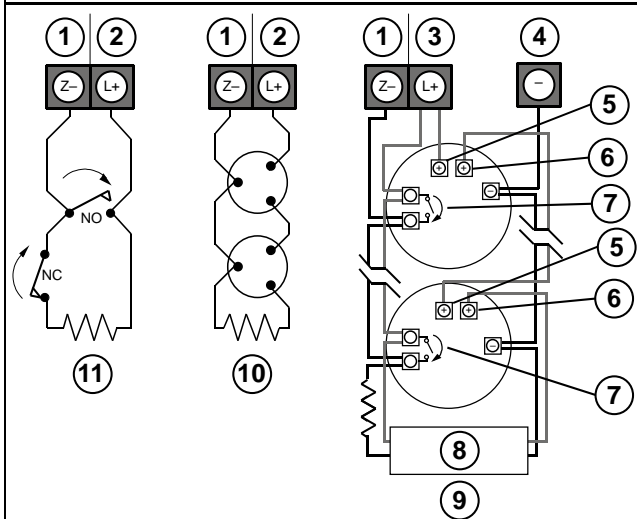 1 2 1 2 1 3 4
Z– L+ Z– L+ Z– L+ –
5
+ +
6
–
NO
7
NC
5
+ +
6
–
7
11 10 8
9